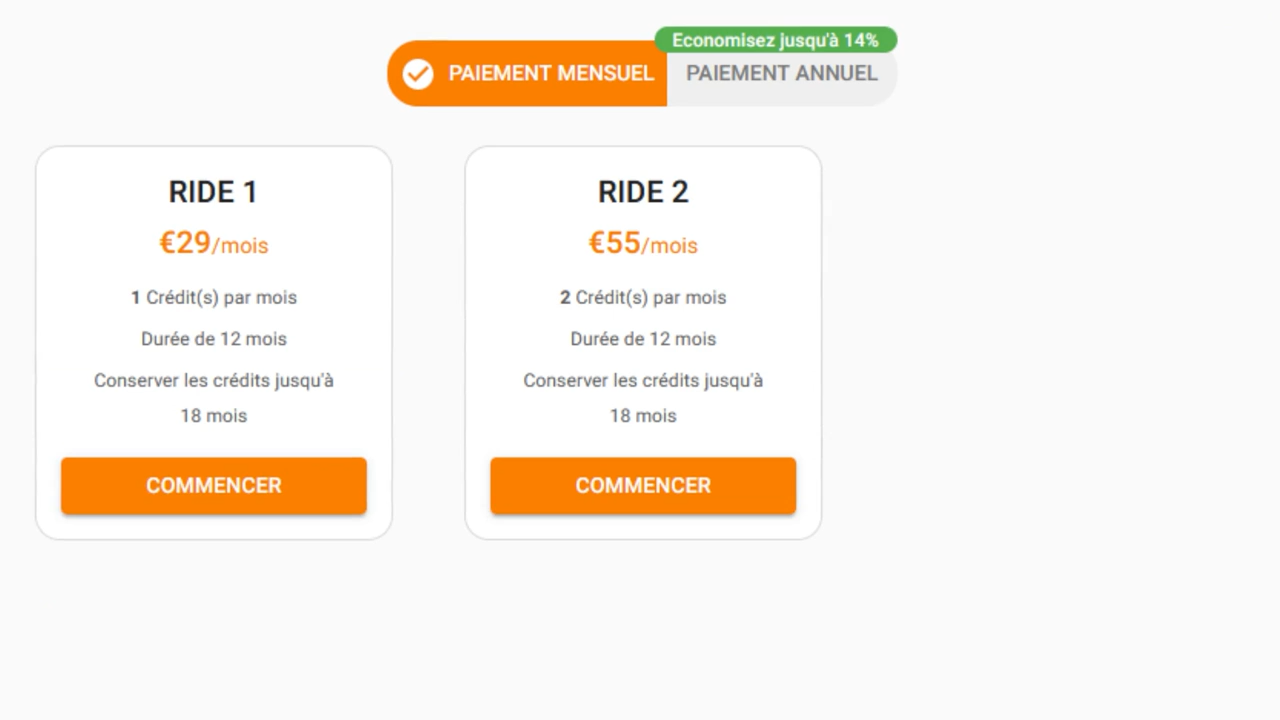 Economisez jusqu'à 14%
PAIEMENT MENSUEL
PAIEMENT ANNUEL
RIDE 1
€29/mois
1 Crédit(s) par mois
Durée de 12 mois
Conserver les crédits jusqu'à
18 mois
COMMENCER
RIDE 2
€55/mois
2 Crédit(s) par mois
Durée de 12 mois
Conserver les crédits jusqu'à
18 mois
COMMENCER